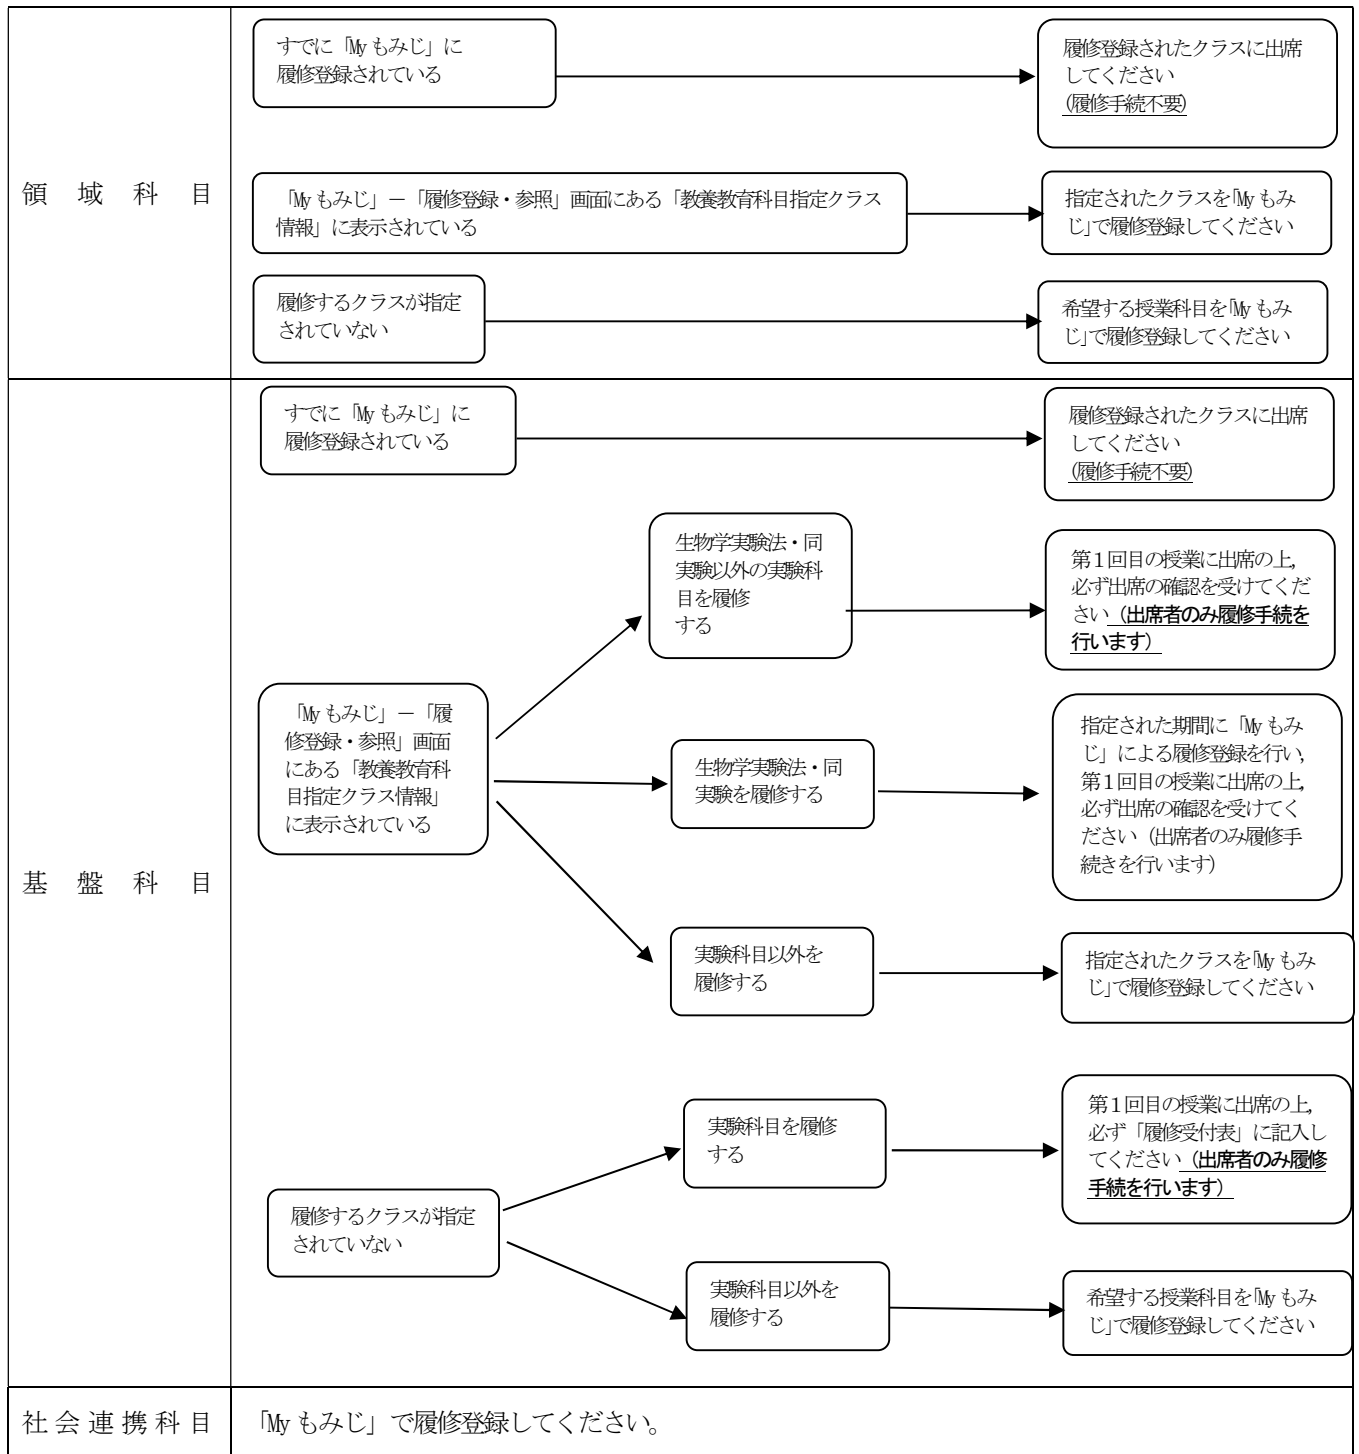 領域科目
すでに「Myもみじ」に
履修登録されている
履修登録されたクラスに出席
してください
(履修手続不要)
「Myもみじ」－「履修登録・参照」画面にある「教養教育科目指定クラス
情報」に表示されている
指定されたクラスを「Myもみ
じ」で履修登録してください
履修するクラスが指定
されていない
希望する授業科目を「Myもみ
じ」で履修登録してください
基盤科目
すでに「Myもみじ」に
履修登録されている
履修登録されたクラスに出席
してください
(履修手続不要)
「Myもみじ」－「履
修登録・参照」画面
にある「教養教育科
目指定クラス情報」
に表示されている
生物学実験法・同
実験以外の実験科
目を履修
する
第１回目の授業に出席の上,
必ず出席の確認を受けてくだ
さい（出席者のみ履修手続を
行います）
生物学実験法・同
実験を履修する
指定された期間に「Myもみ
じ」による履修登録を行い,
第１回目の授業に出席の上,
必ず出席の確認を受けてく
ださい（出席者のみ履修手
続きを行います）
実験科目以外を
履修する
指定されたクラスを「Myもみ
じ」で履修登録してください
履修するクラスが指定
されていない
実験科目を履修
する
第１回目の授業に出席の上,
必ず「履修受付表」に記入し
てください（出席者のみ履修
手続を行います）
実験科目以外を
履修する
希望する授業科目を「Myもみ
じ」で履修登録してください
社会連携科目
「Myもみじ」で履修登録してください。